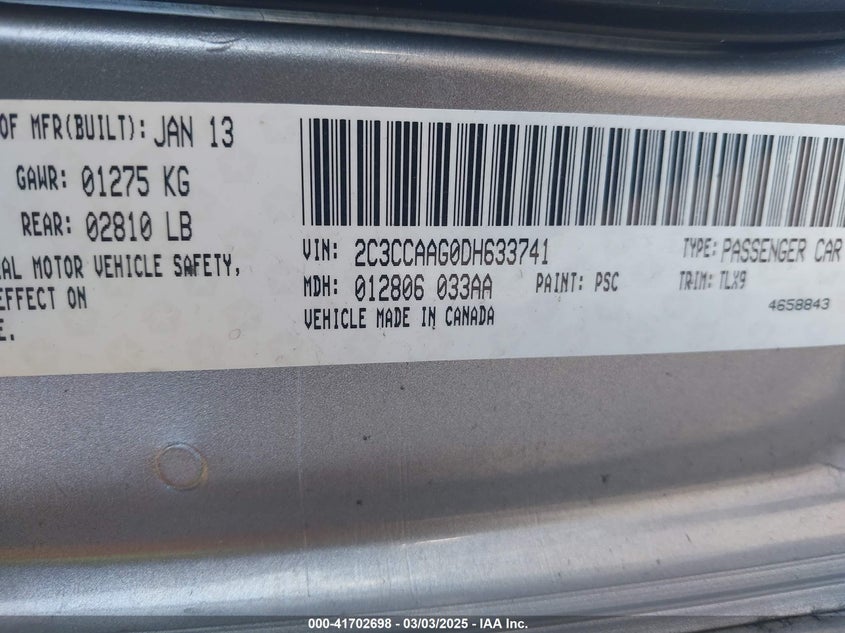 OF MFR(BUILT): JAN 13
GAWR: 01275 KG
REAR: 02810 LB
MOTOR VEHICLE SAFETY,
EFFECT ON
VIN: 2C3CCAAG0DH633741
TYPE: PASSENGER CAR
MDH: 012806 033AA
PAINT: PSC
TRIM: TLX9
VEHICLE MADE IN CANADA
4658843
000-41702698 - 03/03/2025 - IAA Inc.